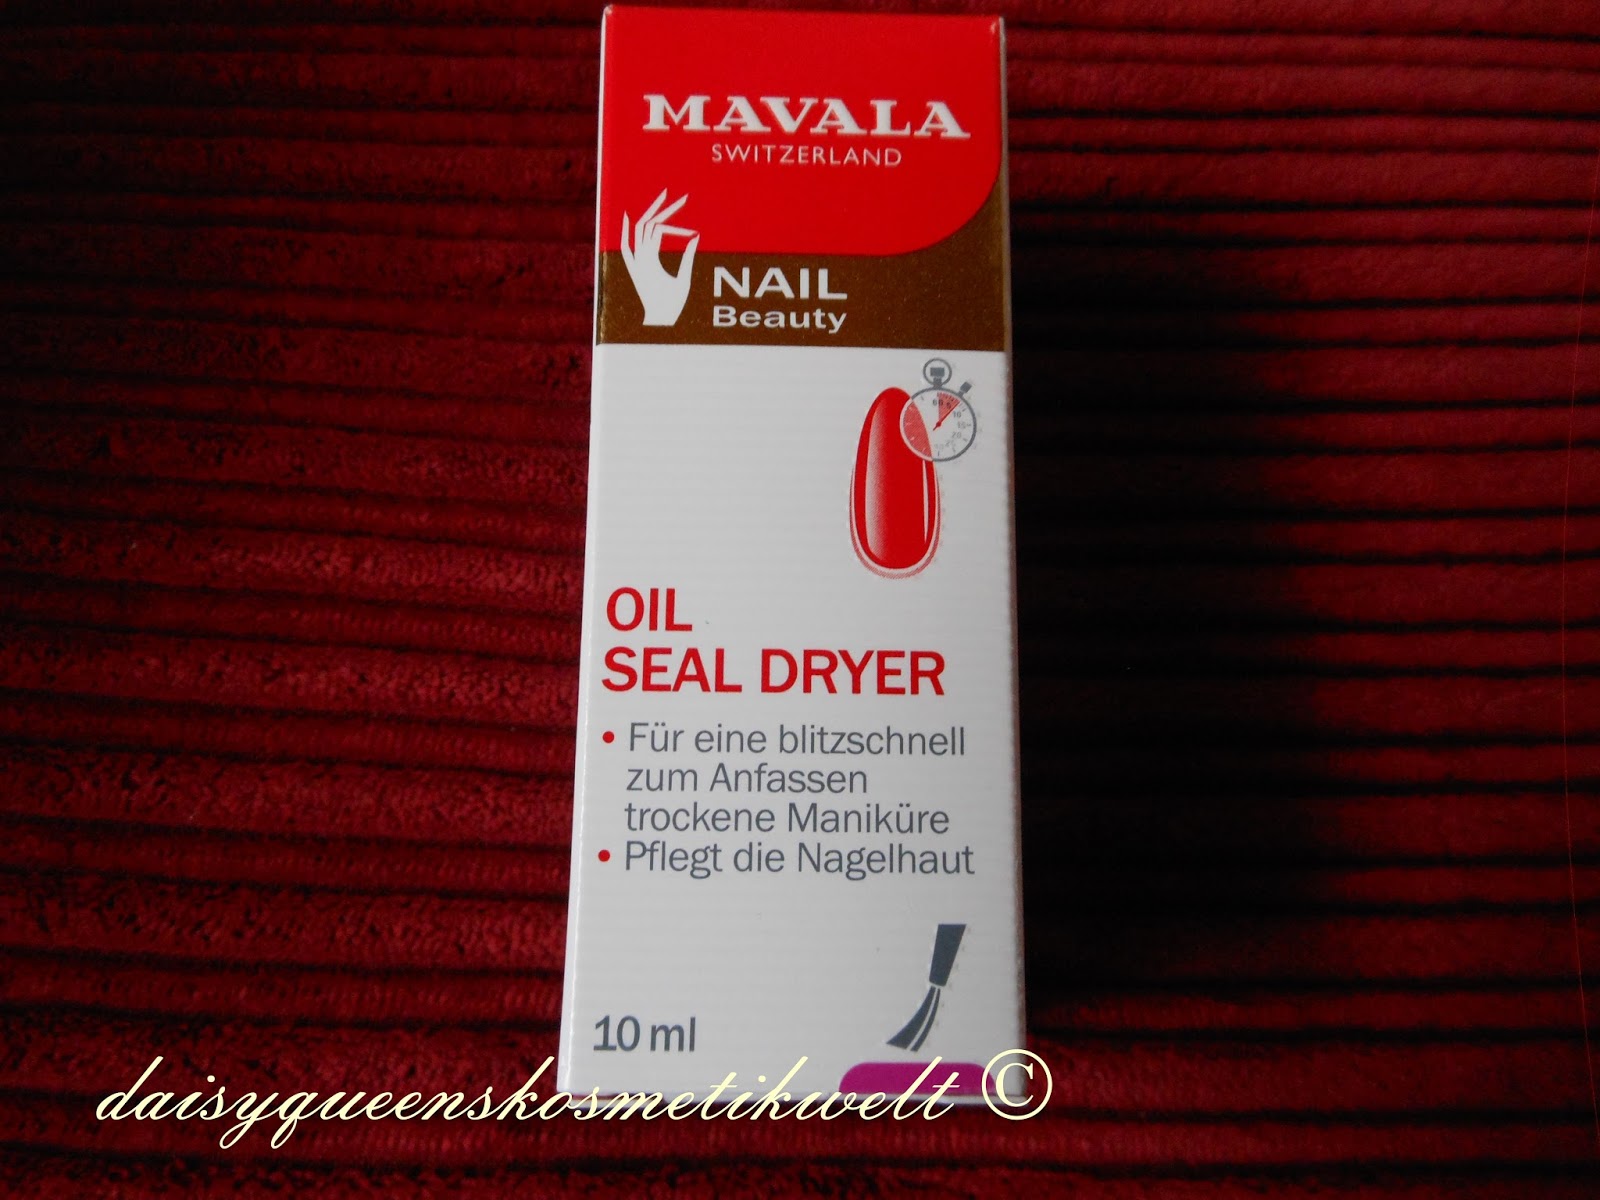 MAVALA
SWITZERLAND
NAIL
Beauty
OIL
SEAL DRYER
• Für eine blitzschnell
zum Anfassen
trockene Maniküre
• Pflegt die Nagelhaut
10 ml
daisyqueenskosmetikwelt ©